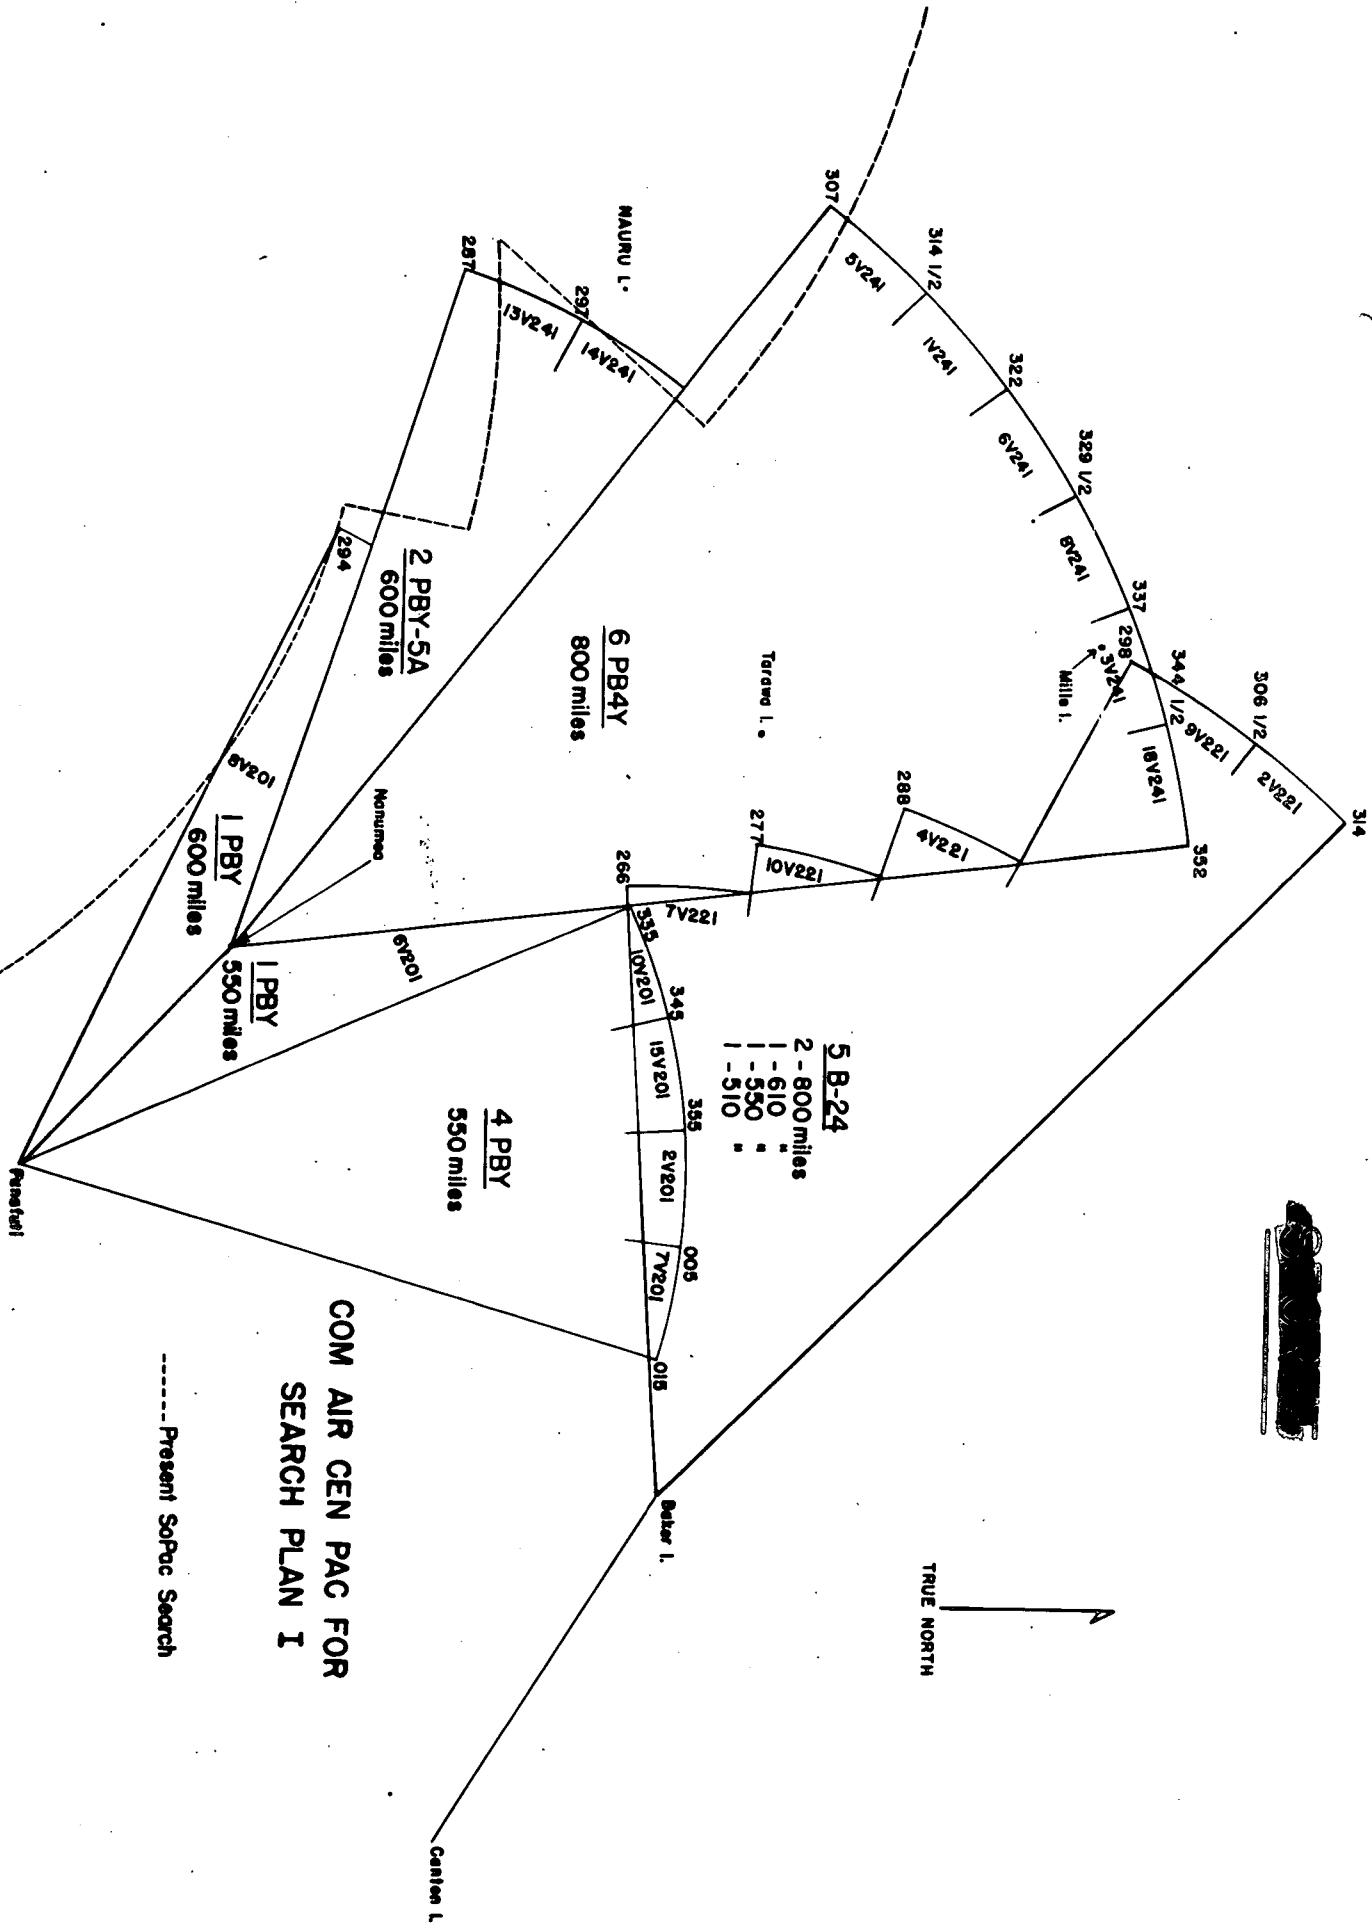 314
306 1/2
2V221
344 1/2
9V221
298
337
3V241
Mille I.
18V241
352
329 1/2
8V241
322
6V241
314 1/2
1V241
307
5V241
288
4V221
277
10V221
266
7V221
Tarawa I.
NAURU I.
297
14V241
287
13V241
6 PB4Y
800 miles
2 PBY-5A
600 miles
294
8V201
1 PBY
600 miles
Nanumea
1 PBY
550 miles
6V201
335
10V201
345
15V201
355
2V201
005
7V201
015
5 B-24
2 - 800 miles
1 - 610 "
1 - 550 "
1 - 510 "
4 PBY
550 miles
Baker I.
Canton I.
Funafuti
TRUE NORTH
COM AIR CEN PAC FOR
SEARCH PLAN I
------Present SoPac Search